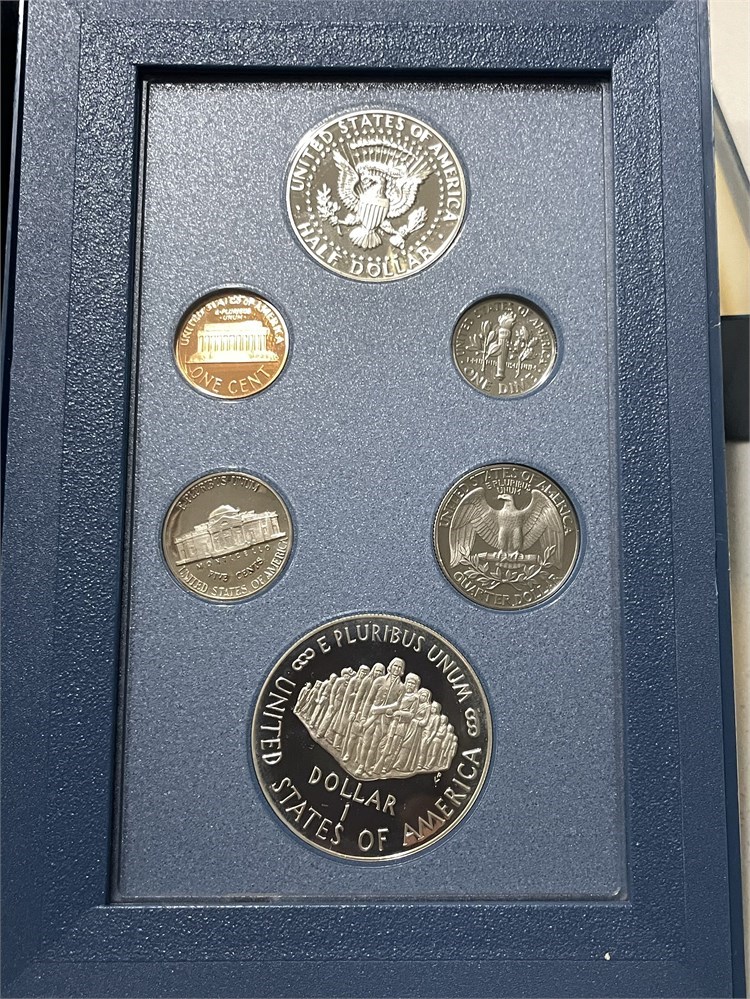 UNITED STATES OF AMERICA
HALF DOLLAR
UNITED STATES OF AMERICA
E·PLURIBUS
·UNUM·
ONE CENT
UNITED STATES OF AMERICA
ONE DIME
E PLURIBUS UNUM
MONTICELLO
FIVE CENTS
UNITED STATES OF AMERICA
UNITED STATES OF AMERICA
E PLURIBUS
UNUM
QUARTER DOLLAR
E PLURIBUS UNUM
DOLLAR
1
UNITED STATES OF AMERICA